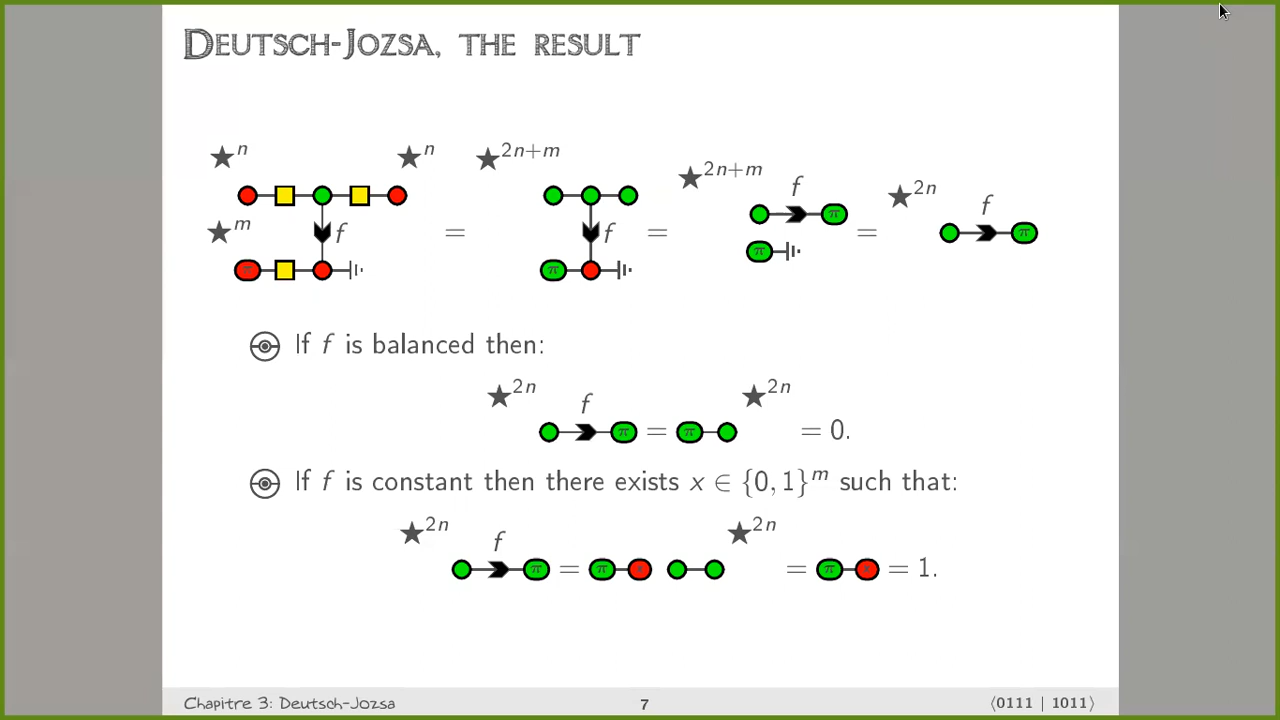 DEUTSCH-JOZSA, THE RESULT
★ⁿ ★ⁿ ★²ⁿ⁺ᵐ ★²ⁿ⁺ᵐ f ★²ⁿ f
★ᵐ f = f = π = π
π π π
If f is balanced then:
★²ⁿ f π = π ★²ⁿ = 0.
If f is constant then there exists x ∈ {0, 1}ᵐ such that:
★²ⁿ f π = π ★²ⁿ = π = 1.
Chapitre 3: Deutsch-Jozsa 7 ⟨0111 | 1011⟩